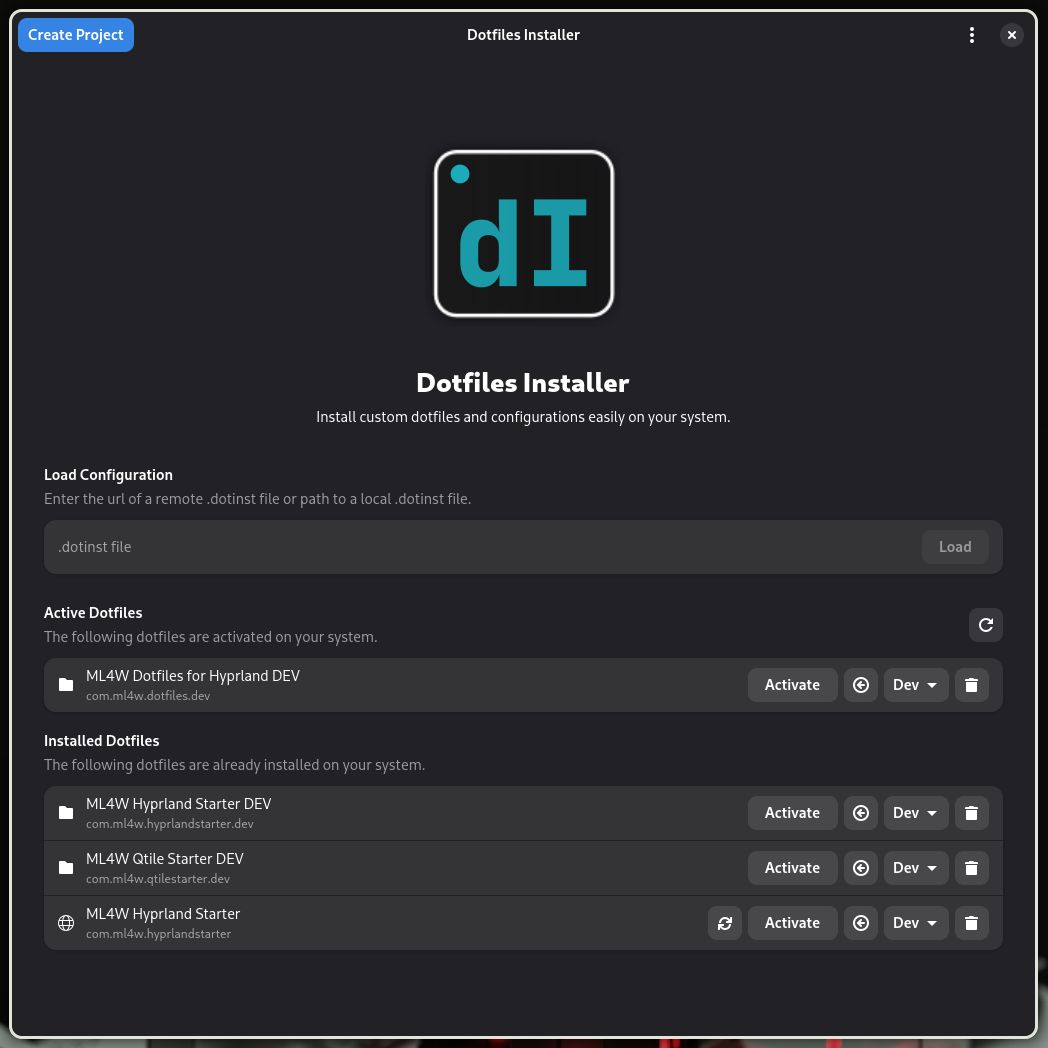 Create Project
Dotfiles Installer
dI
Dotfiles Installer
Install custom dotfiles and configurations easily on your system.
Load Configuration
Enter the url of a remote .dotinst file or path to a local .dotinst file.
.dotinst file
Load
Active Dotfiles
The following dotfiles are activated on your system.
ML4W Dotfiles for Hyprland DEV
com.ml4w.dotfiles.dev
Activate
Dev
Installed Dotfiles
The following dotfiles are already installed on your system.
ML4W Hyprland Starter DEV
com.ml4w.hyprlandstarter.dev
Activate
Dev
ML4W Qtile Starter DEV
com.ml4w.qtilestarter.dev
Activate
Dev
ML4W Hyprland Starter
com.ml4w.hyprlandstarter
Activate
Dev